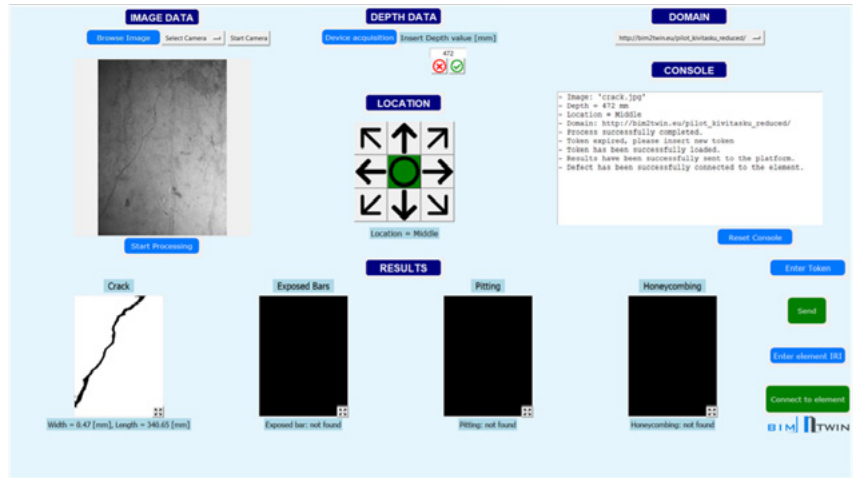 IMAGE DATA
Browse Image
Select Camera
Start Camera
Start Processing
DEPTH DATA
Device acquisition
Insert Depth value [mm]
472
LOCATION
Location = Middle
DOMAIN
http://bim2twin.eu/pilot_kivitasku_reduced/
CONSOLE
- Image: "crack.jpg"
- Depth = 472 mm
- Location = Middle
- Domain: http://bim2twin.eu/pilot_kivitasku_reduced/
- Process successfully completed.
- Token expired, please insert new token
- Token has been successfully loaded.
- Results have been successfully sent to the platform.
- Defect has been successfully connected to the element.
Reset Console
RESULTS
Crack
Width = 0.47 [mm], Length = 340.65 [mm]
Exposed Bars
Exposed bar: not found
Pitting
Pitting: not found
Honeycombing
Honeycombing: not found
Enter Token
Send
Enter element IRI
Connect to element
BIM TWIN